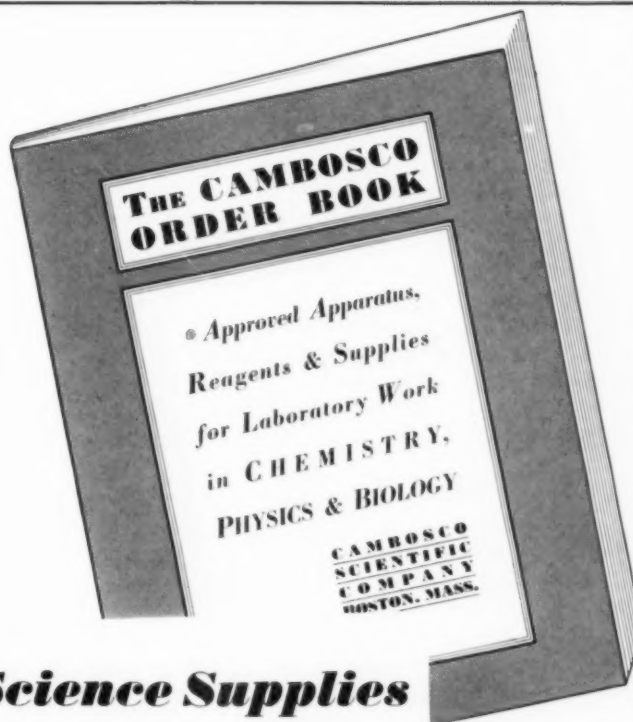 THE CAMBOSCO
ORDER BOOK
Approved Apparatus,
Reagents & Supplies
for Laboratory Work
in CHEMISTRY,
PHYSICS & BIOLOGY
CAMBOSCO
SCIENTIFIC
COMPANY
BOSTON. MASS.
Science Supplies